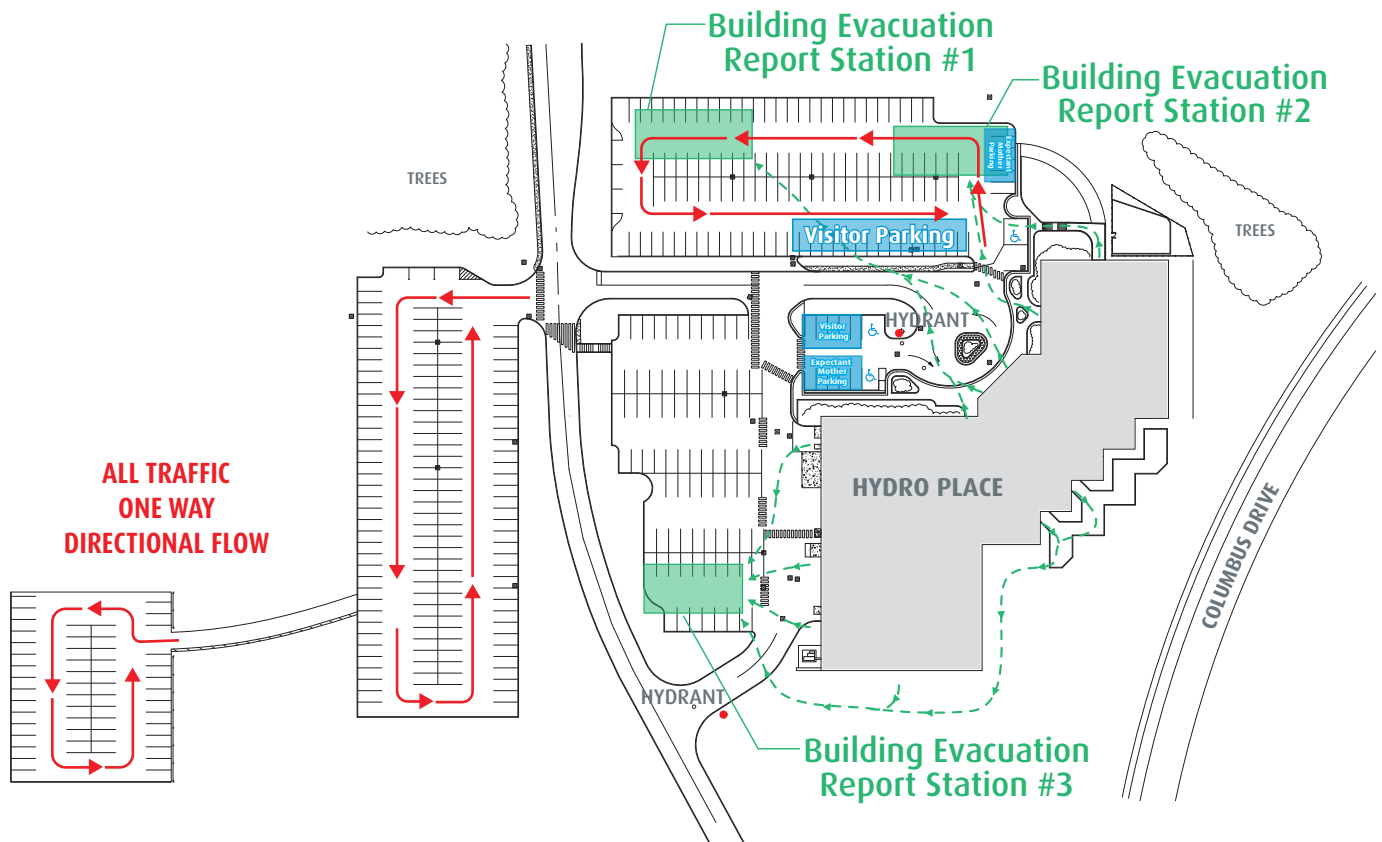 Building Evacuation
Report Station #1
Building Evacuation
Report Station #2
Expectant
Mother
Parking
TREES
TREES
Visitor Parking
HYDRANT
Visitor
Parking
Expectant
Mother
Parking
ALL TRAFFIC
ONE WAY
DIRECTIONAL FLOW
HYDRO PLACE
COLUMBUS DRIVE
HYDRANT
Building Evacuation
Report Station #3